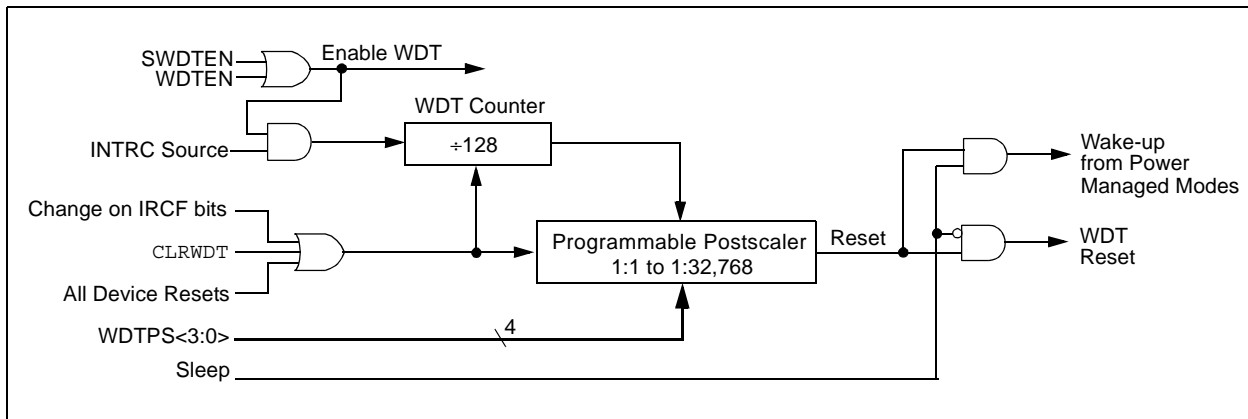 SWDTEN
WDTEN
Enable WDT
WDT Counter
÷128
INTRC Source
Wake-up
from Power
Managed Modes
Change on IRCF bits
CLRWDT
All Device Resets
Programmable Postscaler
1:1 to 1:32,768
Reset
WDT
Reset
WDTPS<3:0>
4
Sleep